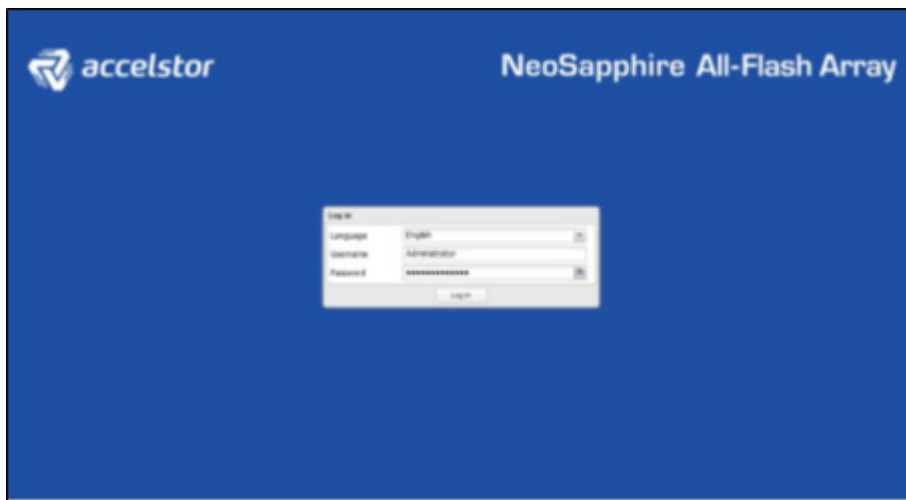 accelstor
NeoSapphire All-Flash Array
Log in
Language English
Username Administrator
Password •••••••••••••
Log in